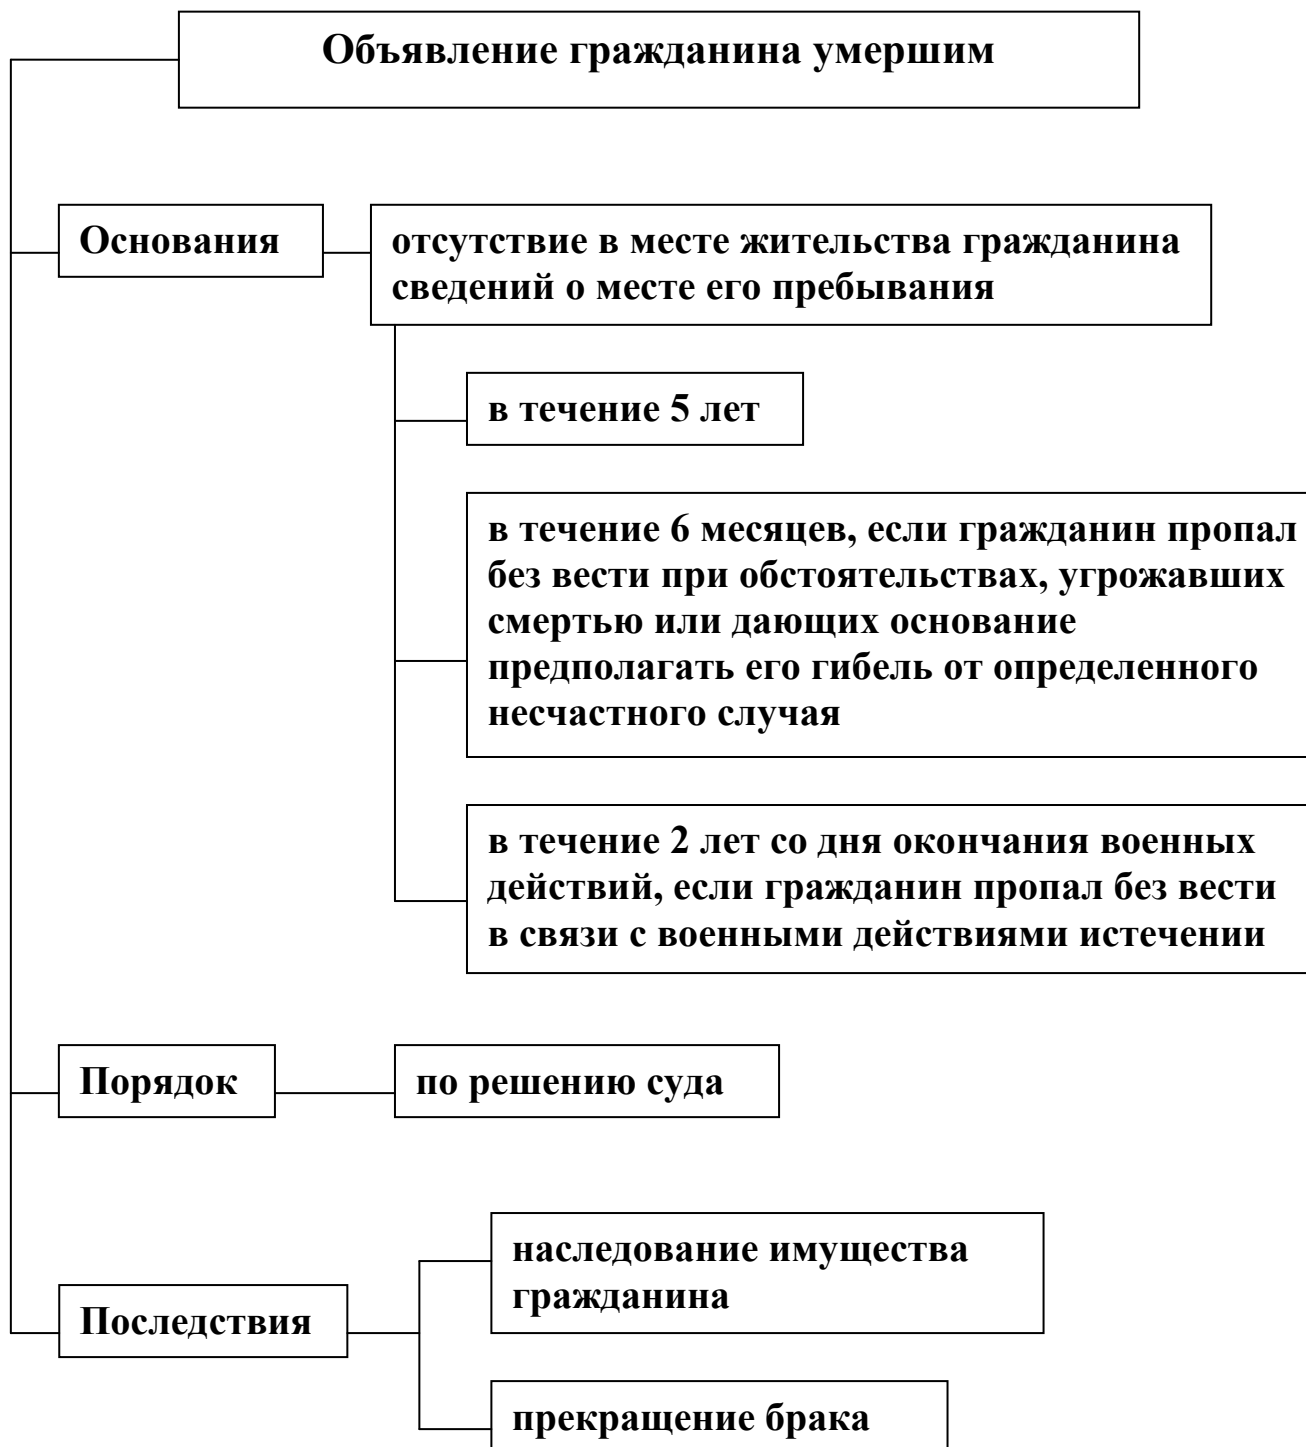 Объявление гражданина умершим
Основания
отсутствие в месте жительства гражданина
сведений о месте его пребывания
в течение 5 лет
в течение 6 месяцев, если гражданин пропал
без вести при обстоятельствах, угрожавших
смертью или дающих основание
предполагать его гибель от определенного
несчастного случая
в течение 2 лет со дня окончания военных
действий, если гражданин пропал без вести
в связи с военными действиями истечении
Порядок
по решению суда
Последствия
наследование имущества
гражданина
прекращение брака